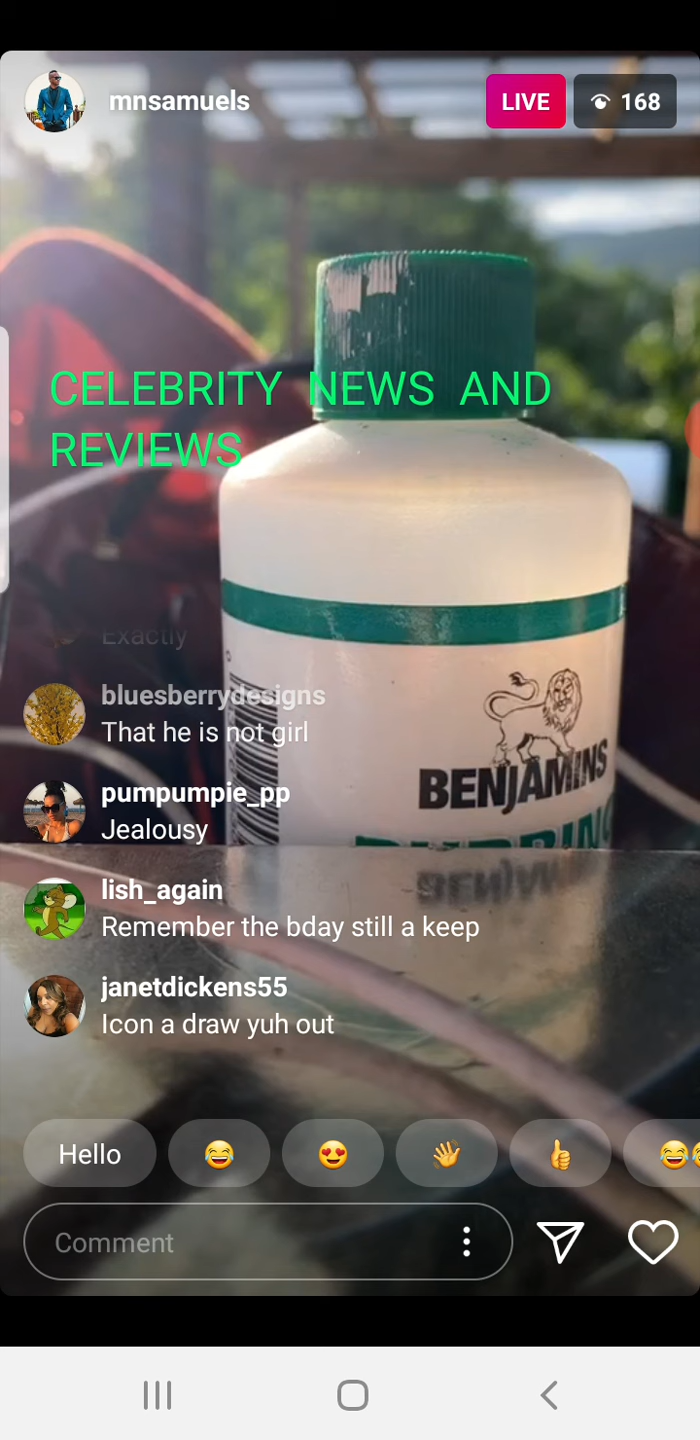 mnsamuels
LIVE
168
CELEBRITY NEWS AND
REVIEWS
Exactly
bluesberrydesigns
That he is not girl
BENJAMINS
pumpumpie_pp
Jealousy
lish_again
Remember the bday still a keep
janetdickens55
Icon a draw yuh out
Hello
Comment